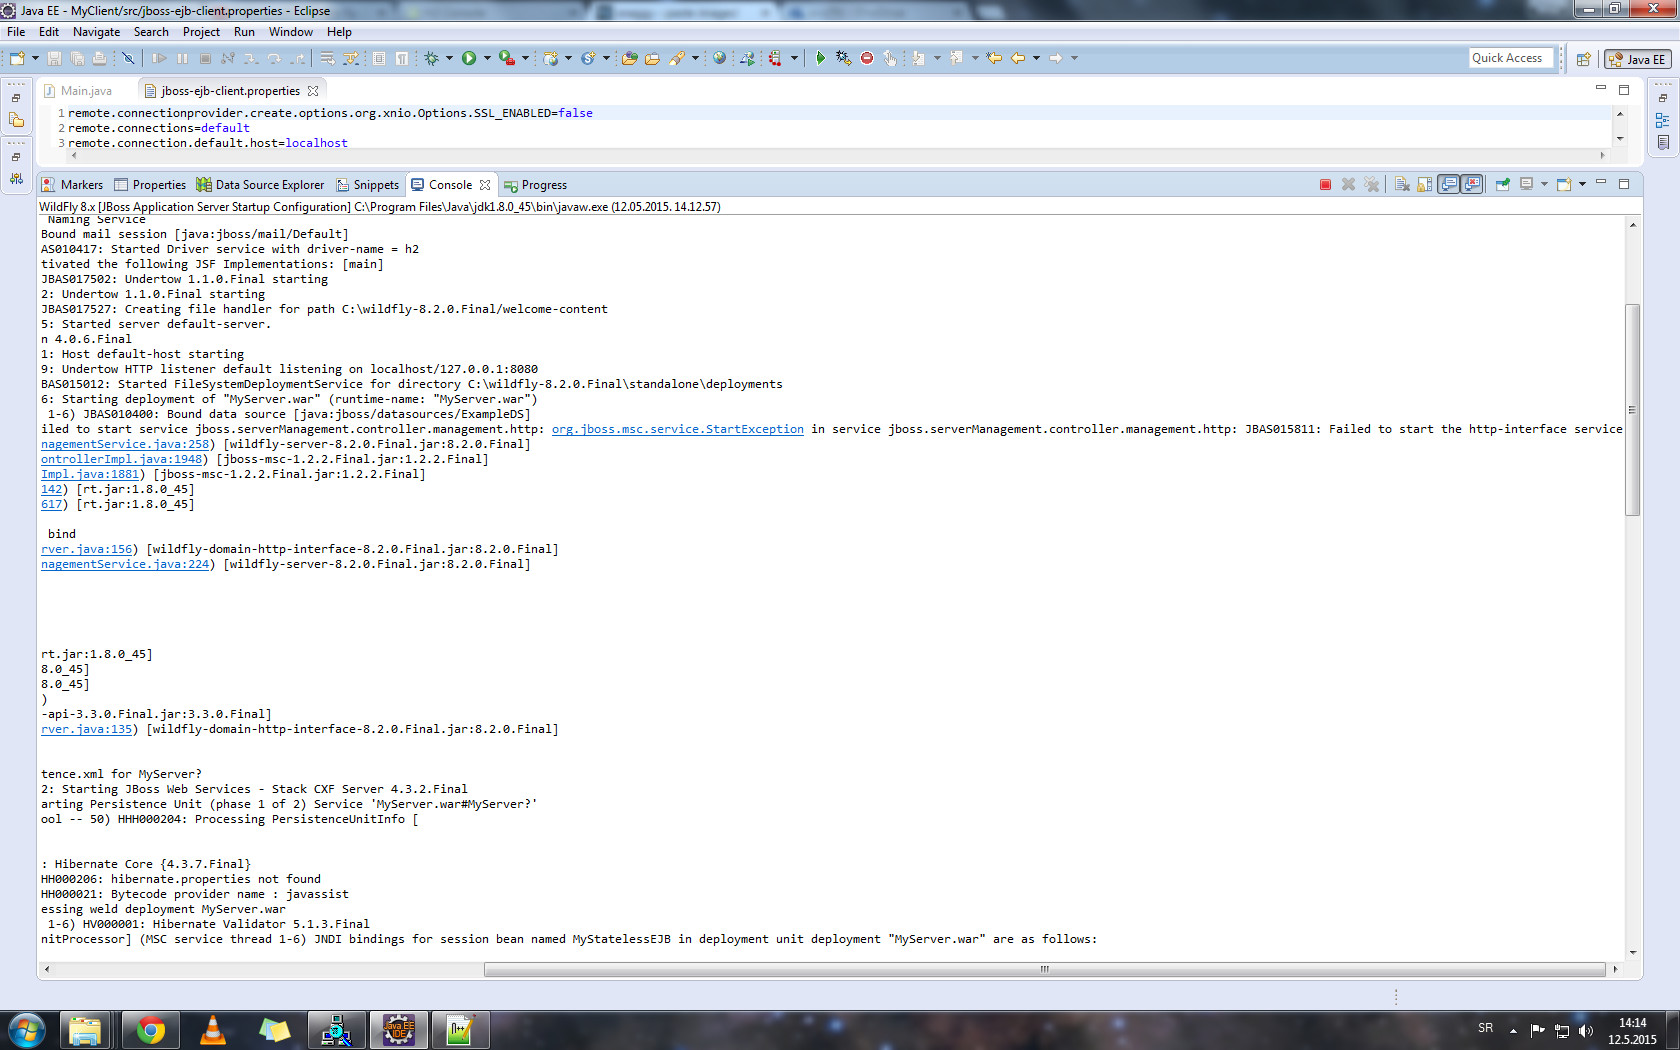 Java EE - MyClient/src/jboss-ejb-client.properties - Eclipse
File Edit Navigate Search Project Run Window Help
Quick Access
Java EE
Main.java
jboss-ejb-client.properties
1 remote.connectionprovider.create.options.org.xnio.Options.SSL_ENABLED=false
2 remote.connections=default
3 remote.connection.default.host=localhost
Markers Properties Data Source Explorer Snippets Console Progress
WildFly 8.x [JBoss Application Server Startup Configuration] C:\Program Files\Java\jdk1.8.0_45\bin\javaw.exe (12.05.2015. 14.12.57)
Naming Service
Bound mail session [java:jboss/mail/Default]
AS010417: Started Driver service with driver-name = h2
tivated the following JSF Implementations: [main]
JBAS017502: Undertow 1.1.0.Final starting
2: Undertow 1.1.0.Final starting
JBAS017527: Creating file handler for path C:\wildfly-8.2.0.Final/welcome-content
5: Started server default-server.
n 4.0.6.Final
1: Host default-host starting
9: Undertow HTTP listener default listening on localhost/127.0.0.1:8080
BAS015012: Started FileSystemDeploymentService for directory C:\wildfly-8.2.0.Final\standalone\deployments
6: Starting deployment of "MyServer.war" (runtime-name: "MyServer.war")
1-6) JBAS010400: Bound data source [java:jboss/datasources/ExampleDS]
iled to start service jboss.serverManagement.controller.management.http: org.jboss.msc.service.StartException in service jboss.serverManagement.controller.management.http: JBAS015811: Failed to start the http-interface service
nagementService.java:258) [wildfly-server-8.2.0.Final.jar:8.2.0.Final]
ontrollerImpl.java:1948) [jboss-msc-1.2.2.Final.jar:1.2.2.Final]
Impl.java:1881) [jboss-msc-1.2.2.Final.jar:1.2.2.Final]
142) [rt.jar:1.8.0_45]
617) [rt.jar:1.8.0_45]
bind
rver.java:156) [wildfly-domain-http-interface-8.2.0.Final.jar:8.2.0.Final]
nagementService.java:224) [wildfly-server-8.2.0.Final.jar:8.2.0.Final]
rt.jar:1.8.0_45]
8.0_45]
8.0_45]
)
-api-3.3.0.Final.jar:3.3.0.Final]
rver.java:135) [wildfly-domain-http-interface-8.2.0.Final.jar:8.2.0.Final]
tence.xml for MyServer?
2: Starting JBoss Web Services - Stack CXF Server 4.3.2.Final
arting Persistence Unit (phase 1 of 2) Service 'MyServer.war#MyServer?'
ool -- 50) HHH000204: Processing PersistenceUnitInfo [
: Hibernate Core {4.3.7.Final}
HH000206: hibernate.properties not found
HH000021: Bytecode provider name : javassist
essing weld deployment MyServer.war
1-6) HV000001: Hibernate Validator 5.1.3.Final
nitProcessor] (MSC service thread 1-6) JNDI bindings for session bean named MyStatelessEJB in deployment unit deployment "MyServer.war" are as follows:
Java EE
IDE
SR
14:14
12.5.2015